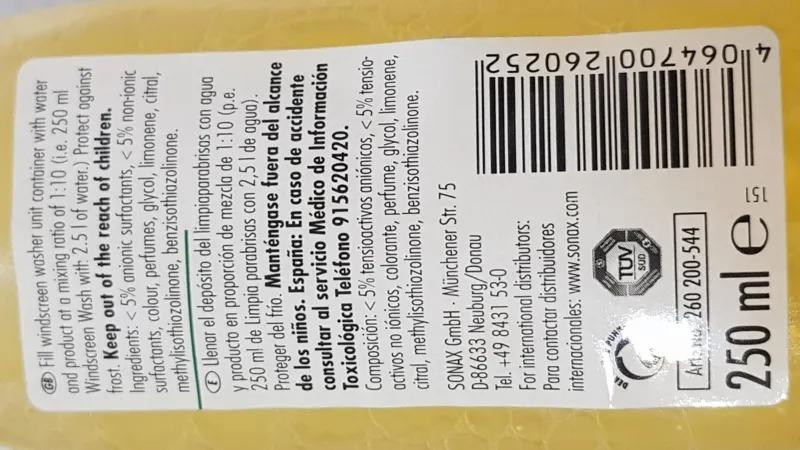 GB Fill windscreen washer unit container with water
and product at a mixing ratio of 1:10 (i.e. 250 ml
Windscreen Wash with 2.5 l of water.) Protect against
frost. Keep out of the reach of children.
Ingredients: < 5% anionic surfactants, < 5% non-ionic
surfactants, colour, perfumes, glycol, limonene, citral,
methylisothiozolinone, benzisothiazolinone.
E Llenar el depósito del limpiaparabrisas con agua
y producto en proporción de mezcla de 1:10 (p.e.
250 ml de Limpia parabrisas con 2,5 l de agua).
Proteger del frío. Manténgase fuera del alcance
de los niños. España: En caso de accidente
consultar al servicio Médico de Información
Toxicológica Teléfono 915620420.
Composición: < 5% tensioactivos aniónicos, < 5% tensio-
activos no iónicos, colorante, perfume, glycol, limonene,
citral, methylisothiozolinone, benzisothiazolinone.
SONAX GmbH · Münchener Str. 75
D-86633 Neuburg/Donau
Tel. +49 8431 53-0
For international distributors:
Para contactar distribuidores
internacionales: www.sonax.com
DER PUNKT
TÜV
SÜD
Art.-Nr. 260 200-544
250 ml e
151
4 064700 260252